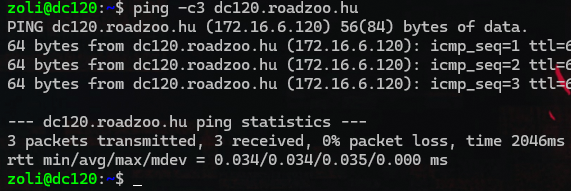 zoli@dc120:~$ ping -c3 dc120.roadzoo.hu
PING dc120.roadzoo.hu (172.16.6.120) 56(84) bytes of data.
64 bytes from dc120.roadzoo.hu (172.16.6.120): icmp_seq=1 ttl=6
64 bytes from dc120.roadzoo.hu (172.16.6.120): icmp_seq=2 ttl=6
64 bytes from dc120.roadzoo.hu (172.16.6.120): icmp_seq=3 ttl=6
--- dc120.roadzoo.hu ping statistics ---
3 packets transmitted, 3 received, 0% packet loss, time 2046ms
rtt min/avg/max/mdev = 0.034/0.034/0.035/0.000 ms
zoli@dc120:~$ _